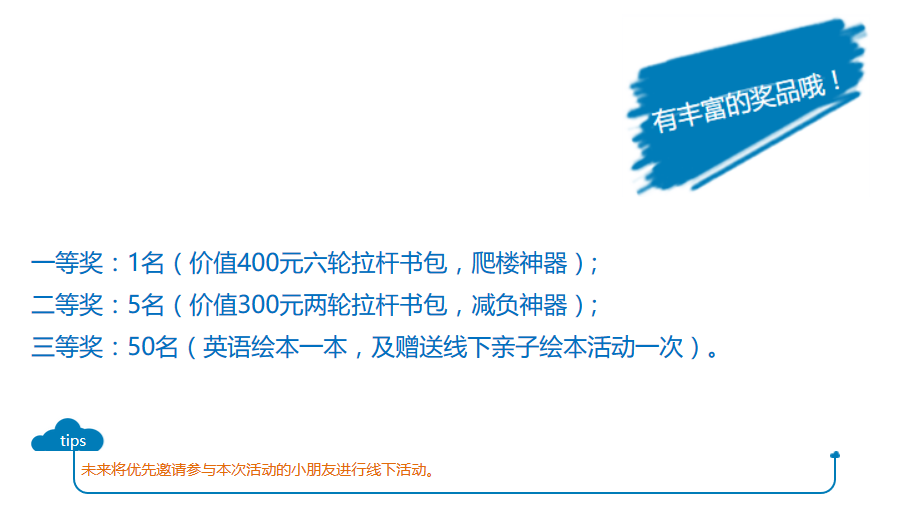 有丰富的奖品哦！
一等奖：1名（价值400元六轮拉杆书包，爬楼神器）；
二等奖：5名（价值300元两轮拉杆书包，减负神器）；
三等奖：50名（英语绘本一本，及赠送线下亲子绘本活动一次）。
tips
未来将优先邀请参与本次活动的小朋友进行线下活动。